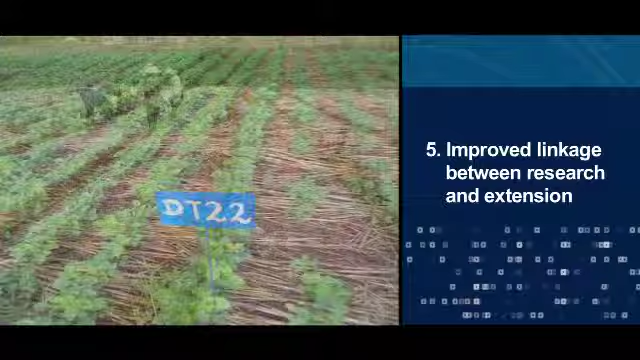 DT22
5. Improved linkage
between research
and extension